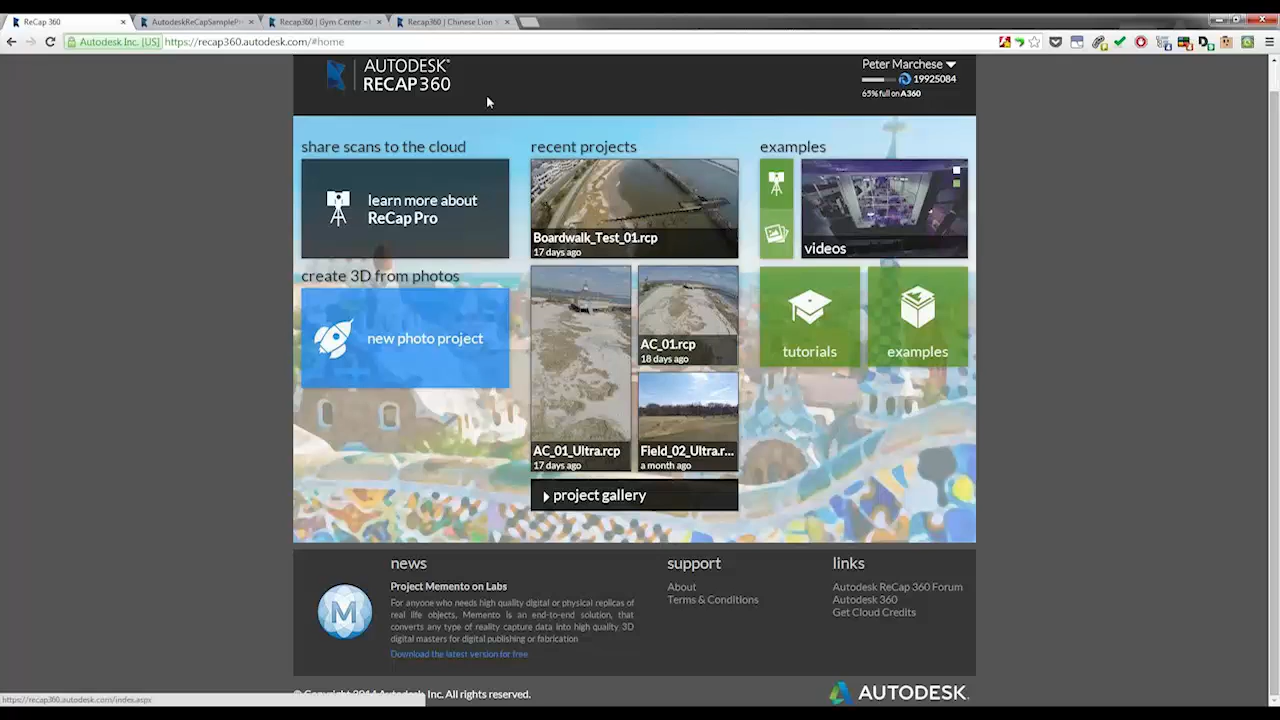 ReCap 360
AutodeskReCapSamplePr
Recap360 | Gym Center -
Recap360 | Chinese Lion
Autodesk Inc. [US]
https://recap360.autodesk.com/#home
AUTODESK®
RECAP 360
Peter Marchese
19925084
65% full on A360
share scans to the cloud
recent projects
examples
learn more about
ReCap Pro
Boardwalk_Test_01.rcp
17 days ago
videos
create 3D from photos
new photo project
AC_01.rcp
18 days ago
tutorials
examples
AC_01_Ultra.rcp
17 days ago
Field_02_Ultra.r...
a month ago
project gallery
news
support
links
Project Memento on Labs
For anyone who needs high quality digital or physical replicas of
real life objects, Memento is an end-to-end solution, that
converts any type of reality capture data into high quality 3D
digital masters for digital publishing or fabrication
Download the latest version for free
About
Terms & Conditions
Autodesk ReCap 360 Forum
Autodesk 360
Get Cloud Credits
M
https://recap360.autodesk.com/index.aspx
© Copyright 2014 Autodesk, Inc. All rights reserved.
AUTODESK.